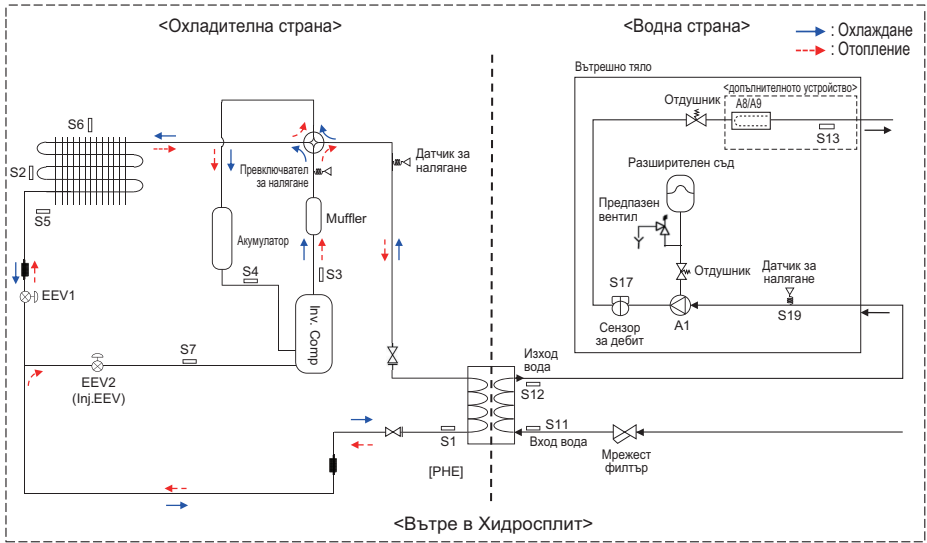 <Охладителна страна>
<Водна страна>
: Охлаждане
: Отопление
Вътрешно тяло
<допълнителното устройство>
Отдушник
A8/A9
S13
S6
S2
S5
Превключвател
за налягане
Датчик за
налягане
Разширителен съд
Предпазен
вентил
Muffler
Акумулатор
S4
S3
Отдушник
Датчик за
налягане
S17
S19
A1
Сензор
за дебит
EEV1
Inv. Comp
S7
EEV2
(Inj.EEV)
Изход
вода
S12
S1
S11
Вход вода
Мрежест
филтър
[PHE]
<Вътре в Хидросплит>